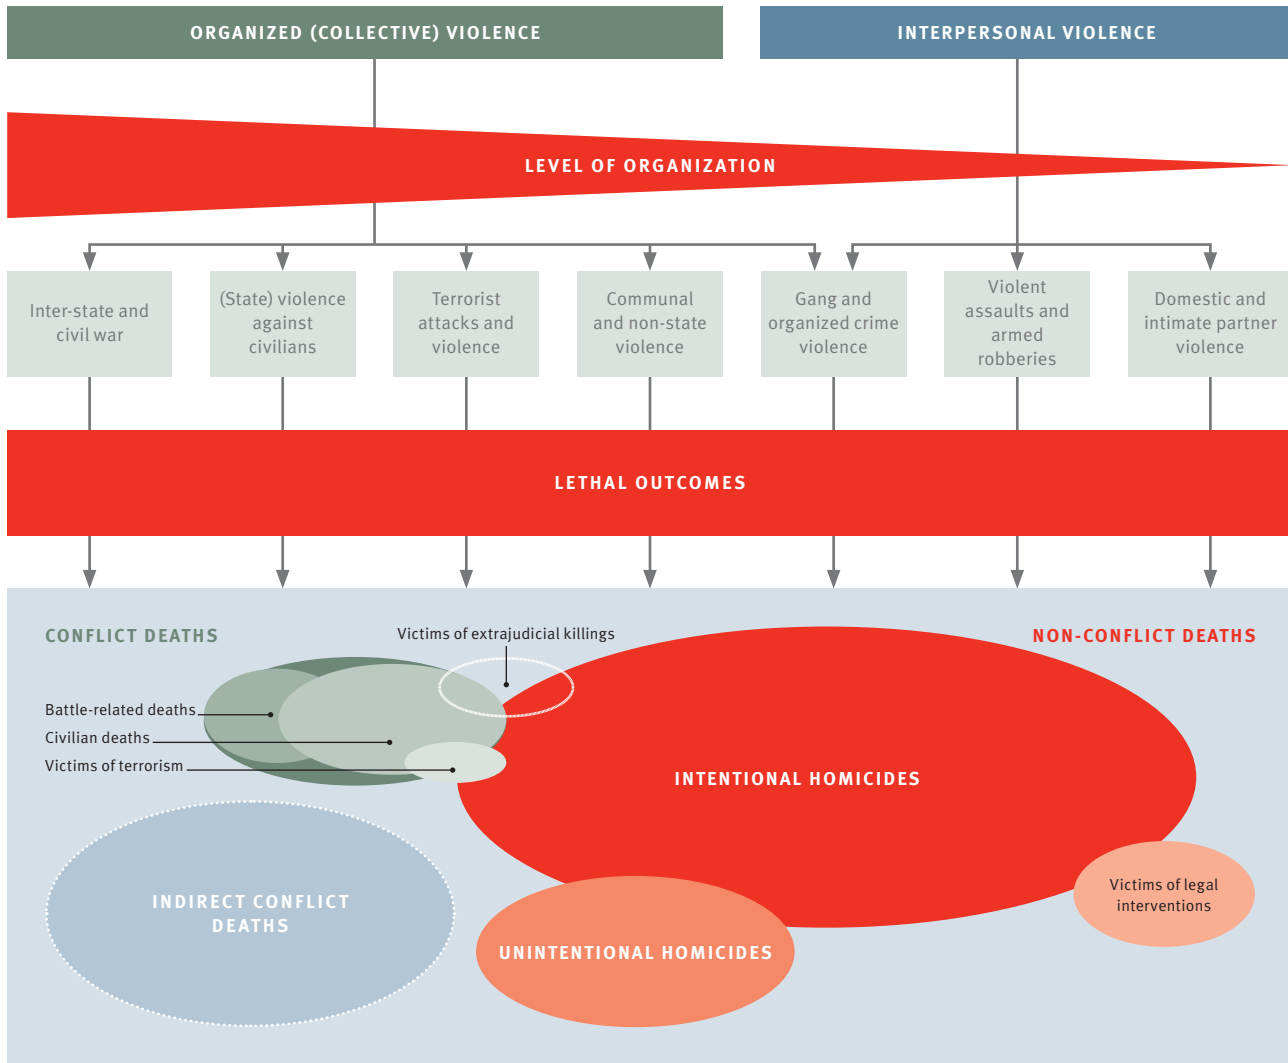 ORGANIZED (COLLECTIVE) VIOLENCE
INTERPERSONAL VIOLENCE
LEVEL OF ORGANIZATION
Inter-state and
civil war
(State) violence
against
civilians
Terrorist
attacks and
violence
Communal
and non-state
violence
Gang and
organized crime
violence
Violent
assaults and
armed
robberies
Domestic and
intimate partner
violence
LETHAL OUTCOMES
CONFLICT DEATHS
Victims of extrajudicial killings
NON-CONFLICT DEATHS
Battle-related deaths
Civilian deaths
Victims of terrorism
INTENTIONAL HOMICIDES
INDIRECT CONFLICT
DEATHS
Victims of legal
interventions
UNINTENTIONAL HOMICIDES